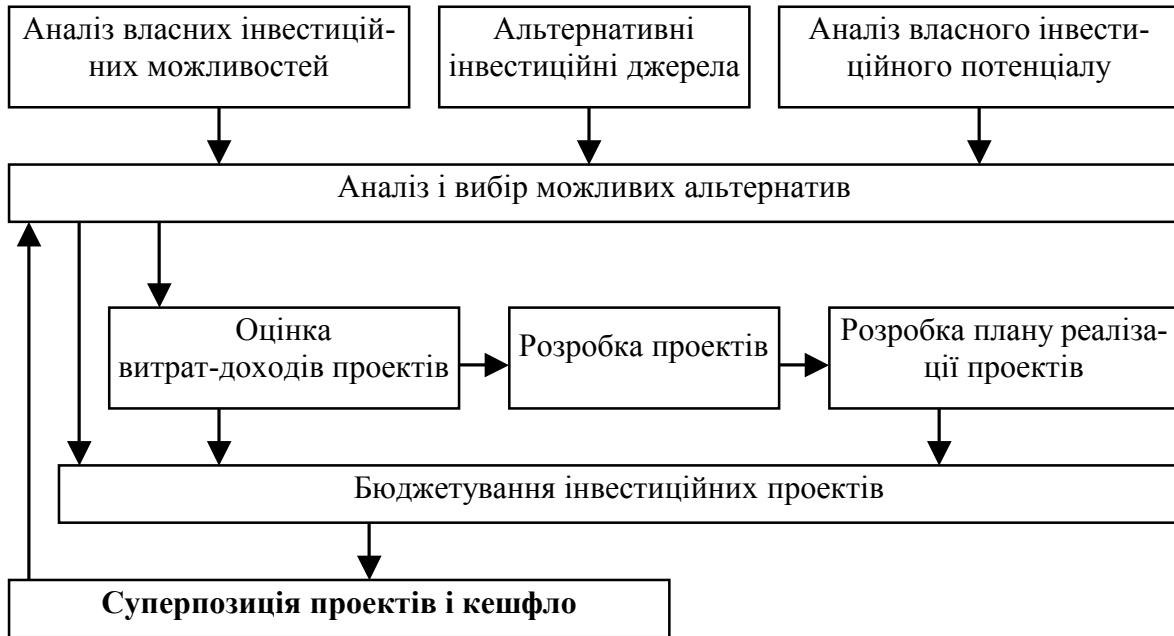 Аналіз власних інвестицій-
них можливостей
Альтернативні
інвестиційні джерела
Аналіз власного інвести-
ційного потенціалу
Аналіз і вибір можливих альтернатив
Оцінка
витрат-доходів проектів
Розробка проектів
Розробка плану реаліза-
ції проектів
Бюджетування інвестиційних проектів
Суперпозиція проектів і кешфло